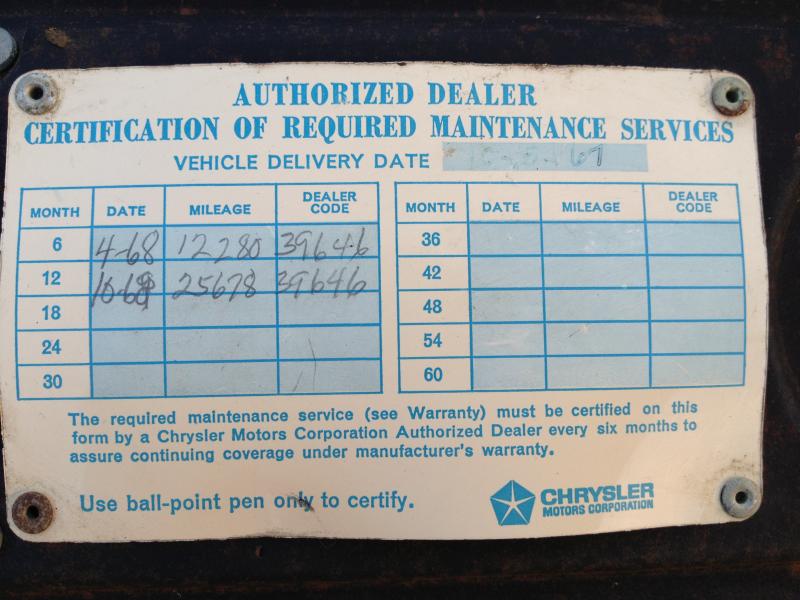 AUTHORIZED DEALER
CERTIFICATION OF REQUIRED MAINTENANCE SERVICES
VEHICLE DELIVERY DATE
MONTH DATE MILEAGE DEALER CODE MONTH DATE MILEAGE DEALER CODE
6 4-68 12280 39646 36
12 10-68 25678 39646 42
18 48
24 54
30 60
The required maintenance service (see Warranty) must be certified on this
form by a Chrysler Motors Corporation Authorized Dealer every six months to
assure continuing coverage under manufacturer's warranty.
Use ball-point pen only to certify.
CHRYSLER
MOTORS CORPORATION